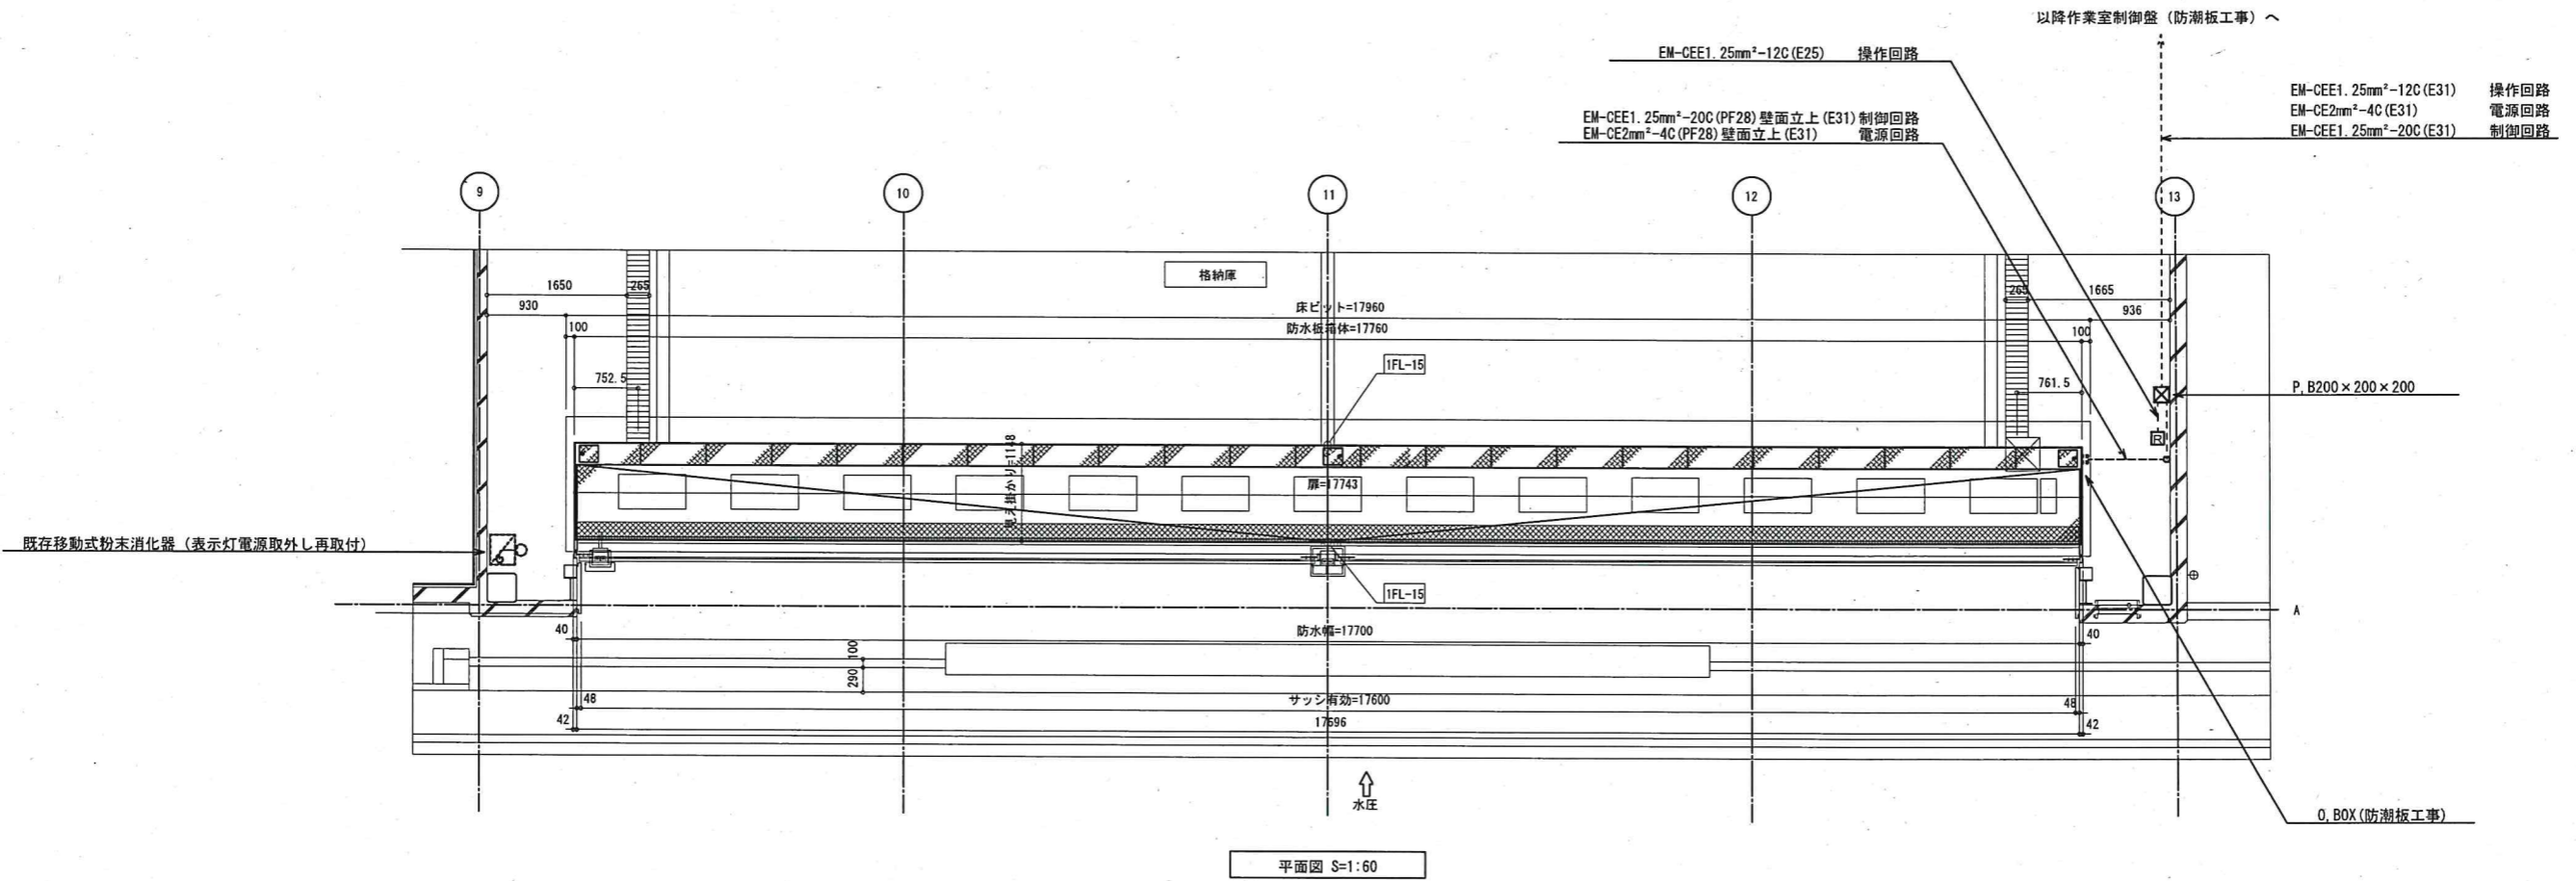 以降作業室制御盤（防潮板工事）へ
EM-CEE1.25mm²-12C(E25) 操作回路
EM-CEE1.25mm²-12C(E31) 操作回路
EM-CE2mm²-4C(E31) 電源回路
EM-CEE1.25mm²-20C(E31) 制御回路
EM-CEE1.25mm²-20C(PF28)壁面立上(E31)制御回路
EM-CE2mm²-4C(PF28)壁面立上(E31) 電源回路
9
10
11
12
13
格納庫
1650
265
265
1665
930
床ピット=17960
936
100
防水板箱体=17760
100
1FL-15
752.5
761.5
P,B200×200×200
R
見え掛かり=1148
扉=17743
既存移動式粉末消化器（表示灯電源取外し再取付）
1FL-15
A
40
防水幅=17700
40
100
290
48
サッシ有効=17600
48
42
17696
42
水圧
O,BOX(防潮板工事)
平面図 S=1:60